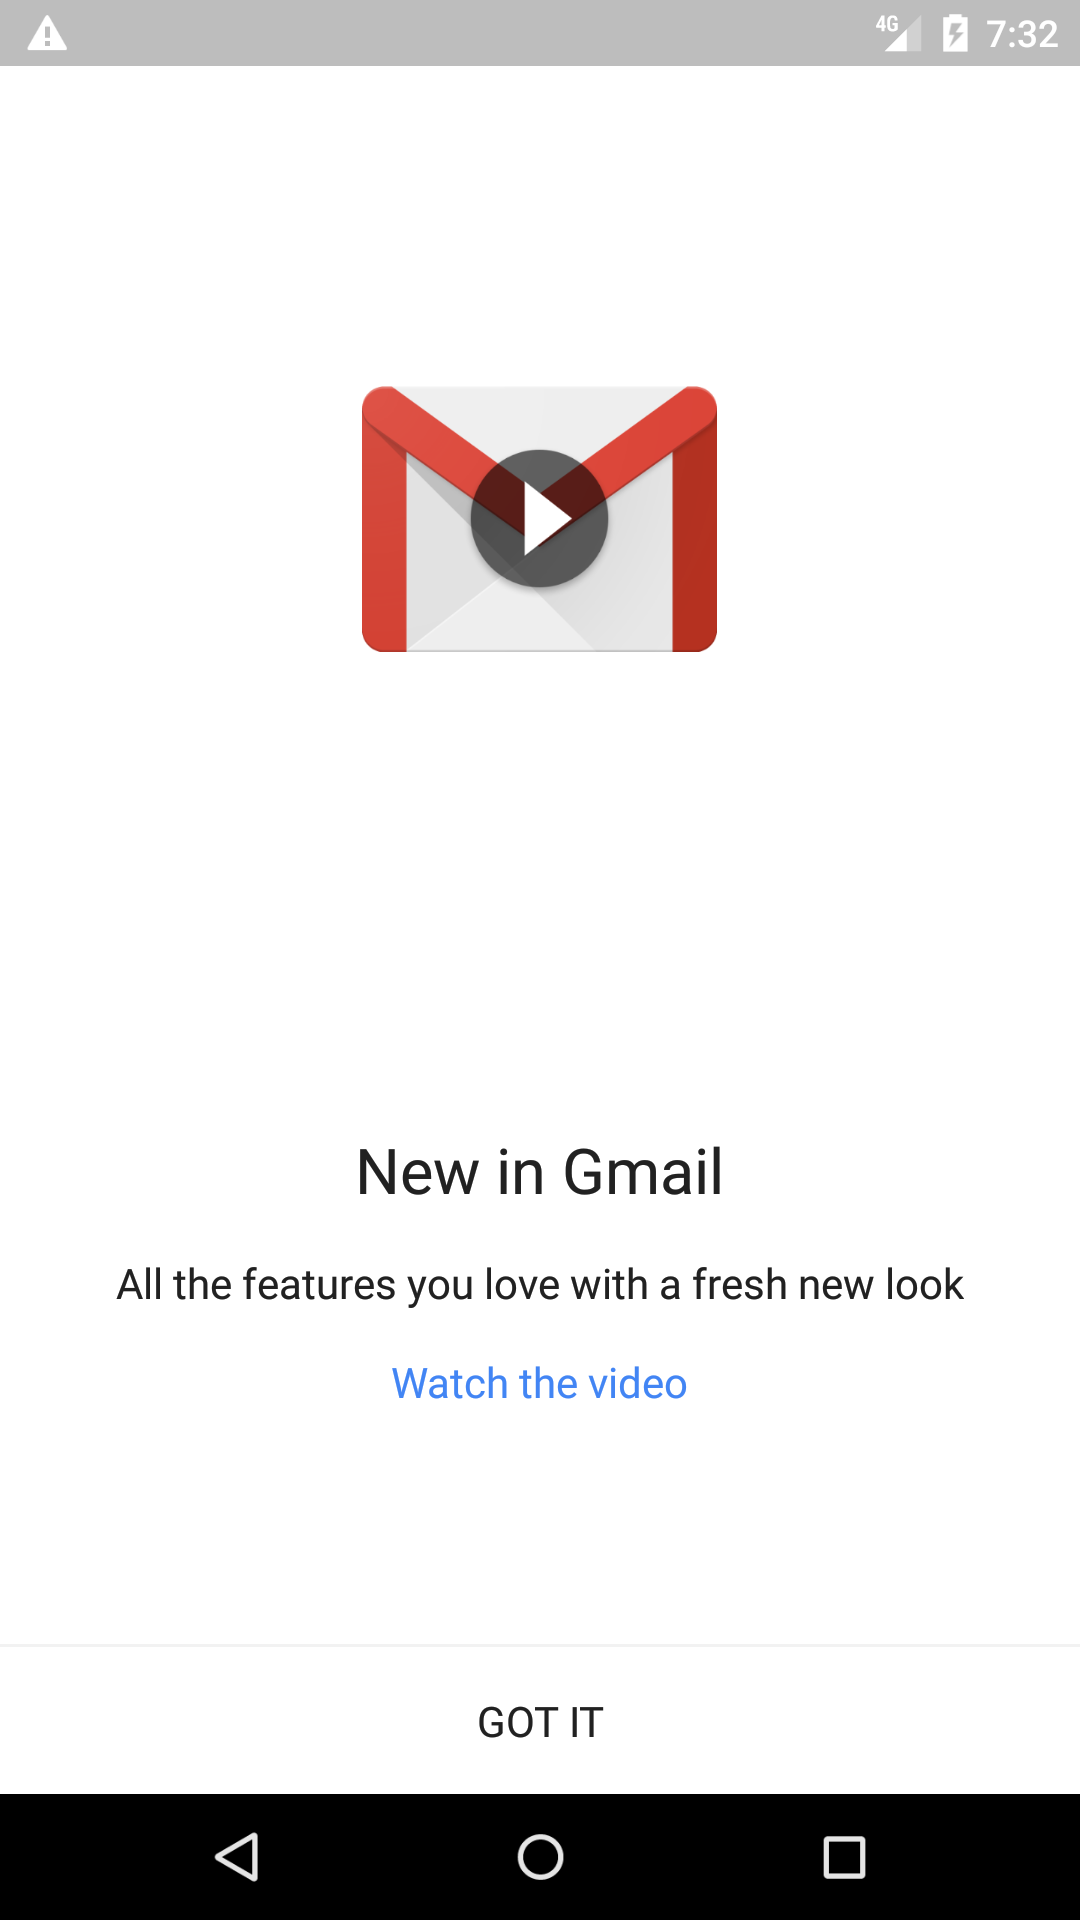 4G 7:32
New in Gmail
All the features you love with a fresh new look
Watch the video
GOT IT